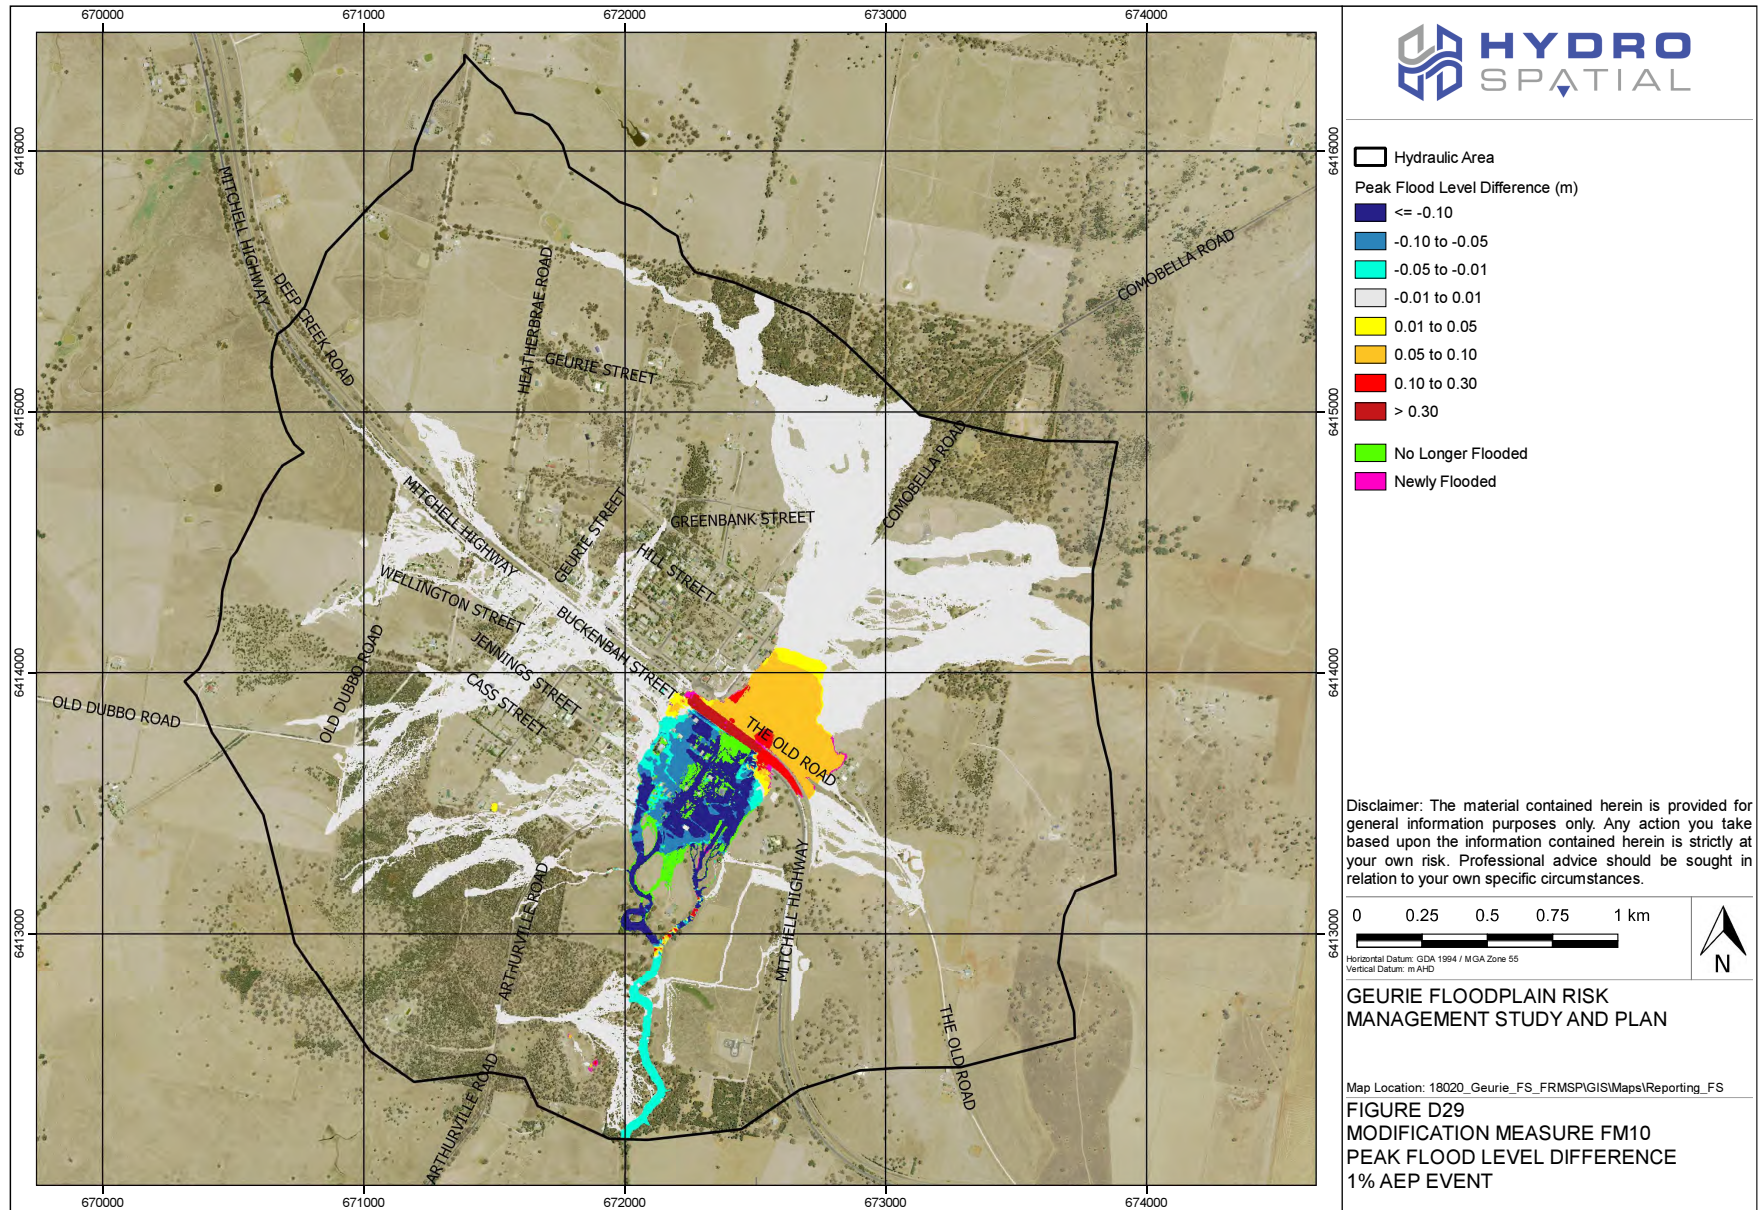 670000
671000
672000
673000
674000
6416000
6415000
6414000
6413000
6416000
6415000
6414000
6413000
MITCHELL HIGHWAY
DEEP CREEK ROAD
HEATHERBRAE ROAD
GEURIE STREET
COMOBELLA ROAD
COMOBELLA ROAD
MITCHELL HIGHWAY
GEURIE STREET
GREENBANK STREET
HILL STREET
WELLINGTON STREET
BUCKENBAH STREET
JENNINGS STREET
CASS STREET
OLD DUBBO ROAD
OLD DUBBO ROAD
THE OLD ROAD
MITCHELL HIGHWAY
ARTHURVILLE ROAD
ARTHURVILLE ROAD
THE OLD ROAD
670000
671000
672000
673000
674000
HYDRO
SPATIAL
Hydraulic Area
Peak Flood Level Difference (m)
<= -0.10
-0.10 to -0.05
-0.05 to -0.01
-0.01 to 0.01
0.01 to 0.05
0.05 to 0.10
0.10 to 0.30
> 0.30
No Longer Flooded
Newly Flooded
Disclaimer: The material contained herein is provided for
general information purposes only. Any action you take
based upon the information contained herein is strictly at
your own risk. Professional advice should be sought in
relation to your own specific circumstances.
0 0.25 0.5 0.75 1 km
Horizontal Datum: GDA 1994 / MGA Zone 55
Vertical Datum: m AHD
N
GEURIE FLOODPLAIN RISK
MANAGEMENT STUDY AND PLAN
Map Location: 18020_Geurie_FS_FRMSP\GIS\Maps\Reporting_FS
FIGURE D29
MODIFICATION MEASURE FM10
PEAK FLOOD LEVEL DIFFERENCE
1% AEP EVENT